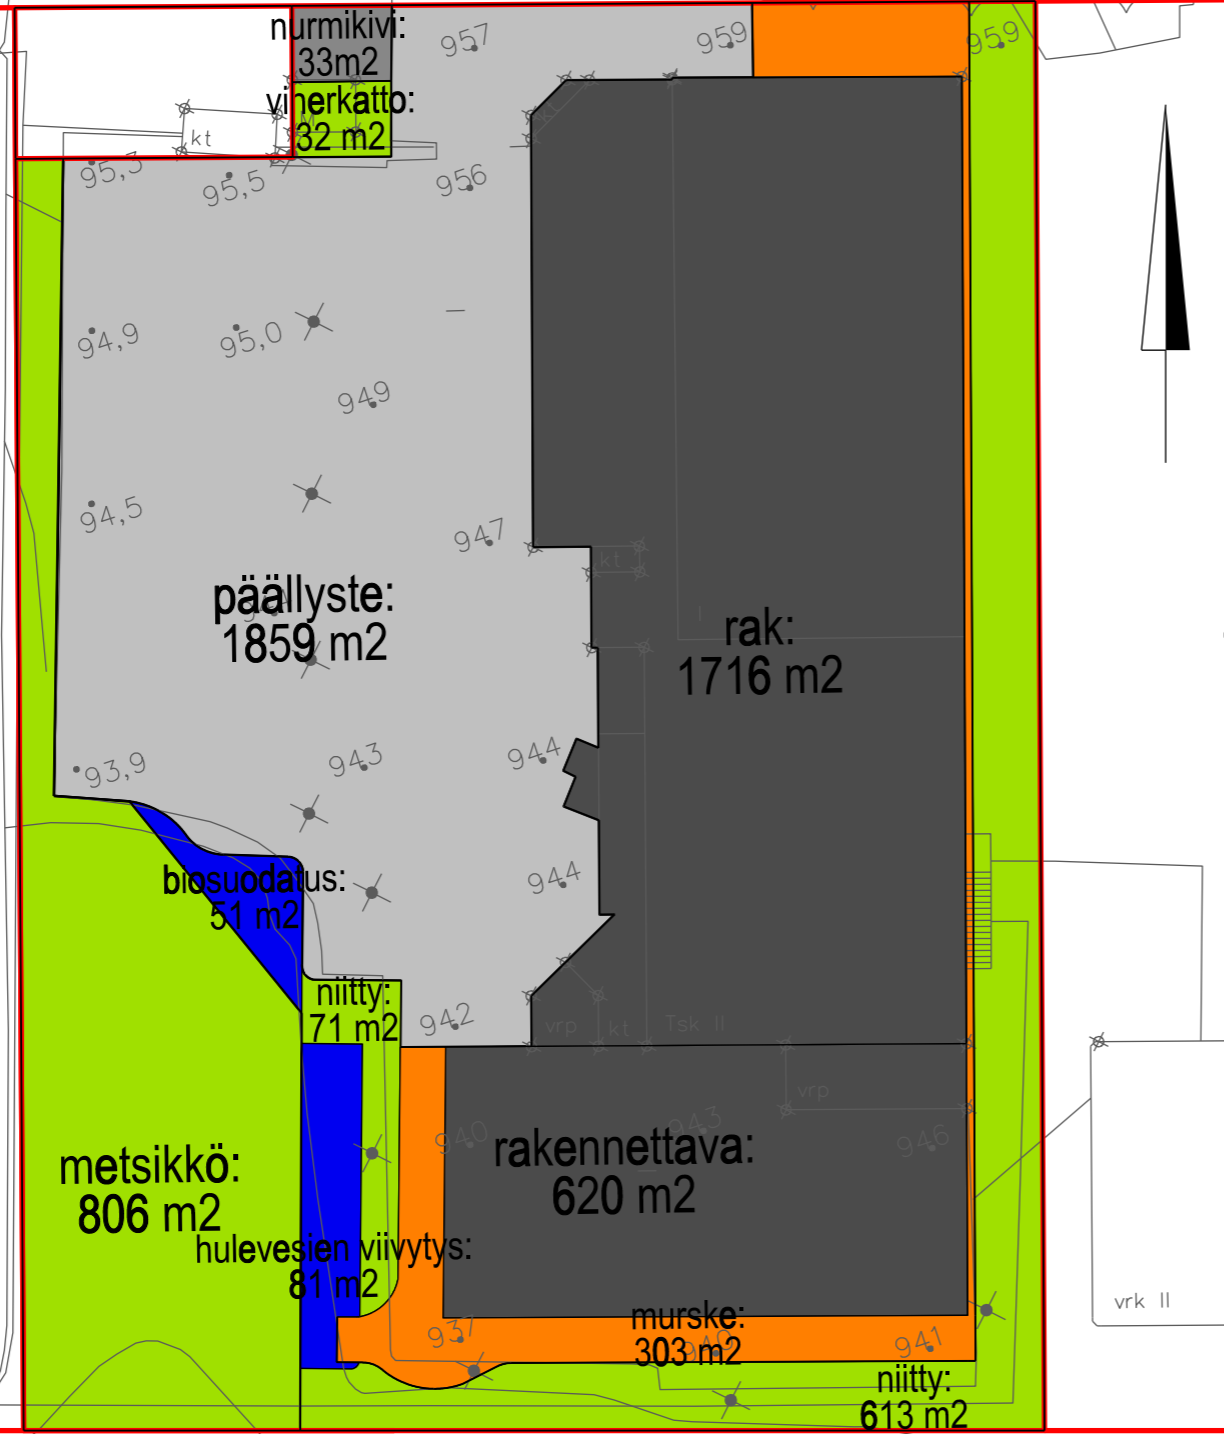 nurmikivi:
33m2
957
959
959
viherkatto:
32 m2
kt
95,3
95,5
956
94,9
95,0
949
94,5
947
kt
päällyste:
1859 m2
rak:
1716 m2
I
93,9
943
944
944
biosuodatus:
51 m2
niitty:
71 m2
942
vrp
kt
Tsk II
vrp
940
943
946
rakennettava:
620 m2
metsikkö:
806 m2
hulevesien viivytys:
81 m2
937
murske:
303 m2
940
941
vrk II
niitty:
613 m2